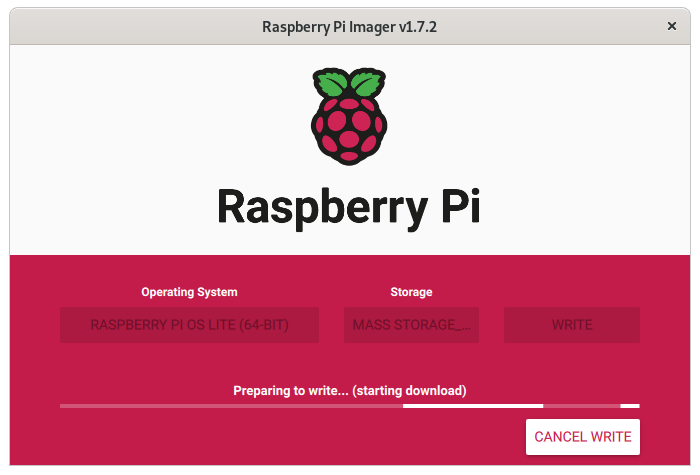 Raspberry Pi Imager v1.7.2
Raspberry Pi
Operating System
Storage
RASPBERRY PI OS LITE (64-BIT)
MASS STORAGE_...
WRITE
Preparing to write... (starting download)
CANCEL WRITE